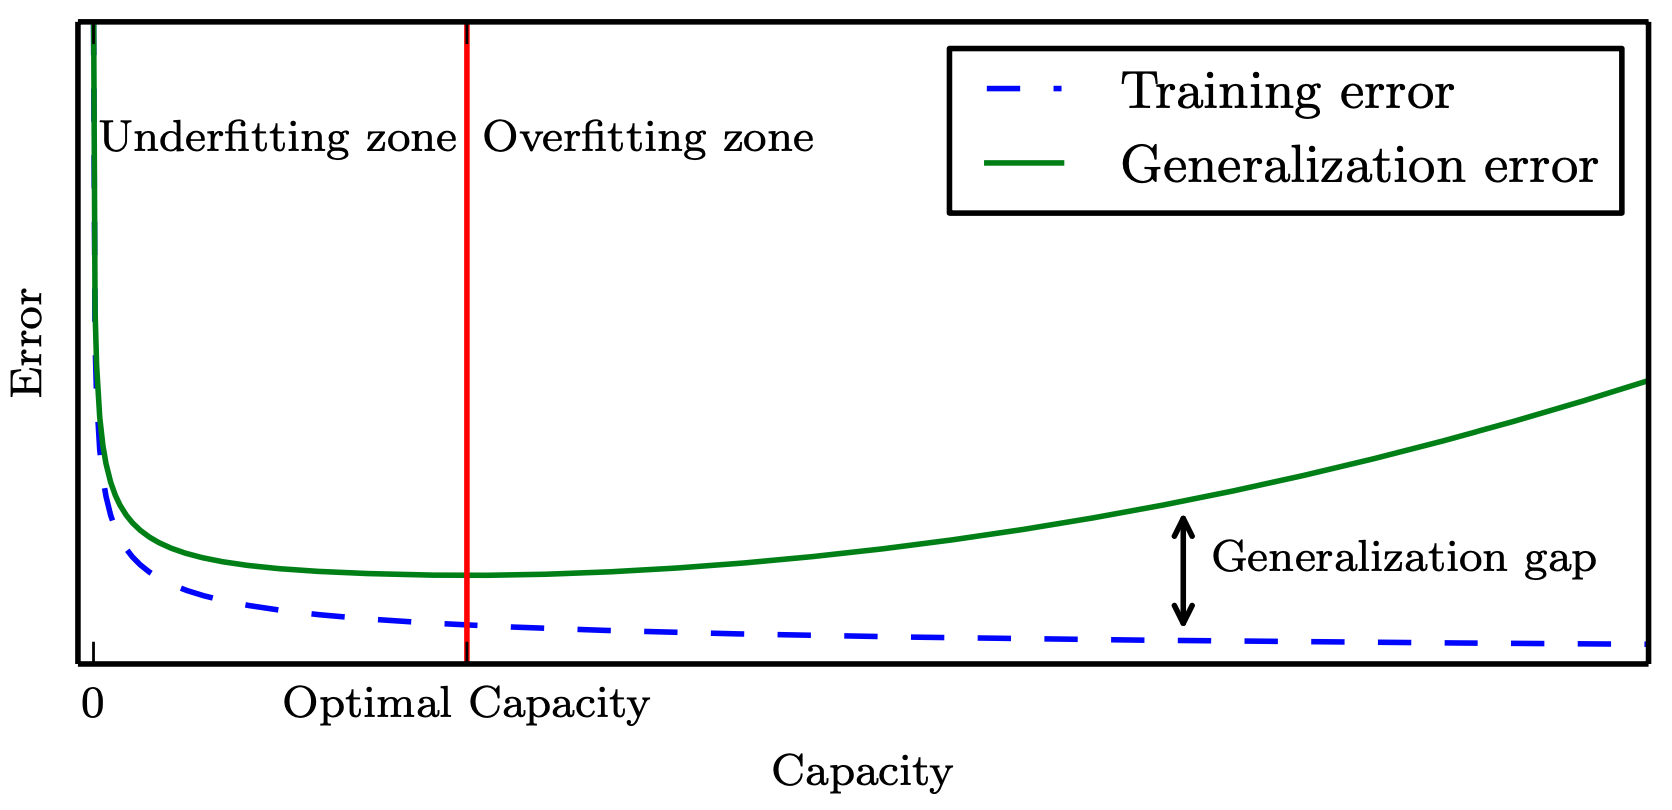 Training error
Generalization error
Underfitting zone
Overfitting zone
Error
Generalization gap
0
Optimal Capacity
Capacity